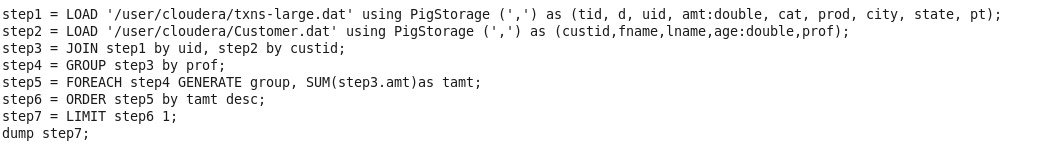 step1 = LOAD '/user/cloudera/txns-large.dat' using PigStorage (',') as (tid, d, uid, amt:double, cat, prod, city, state, pt);
step2 = LOAD '/user/cloudera/Customer.dat' using PigStorage (',') as (custid,fname,lname,age:double,prof);
step3 = JOIN step1 by uid, step2 by custid;
step4 = GROUP step3 by prof;
step5 = FOREACH step4 GENERATE group, SUM(step3.amt)as tamt;
step6 = ORDER step5 by tamt desc;
step7 = LIMIT step6 1;
dump step7;